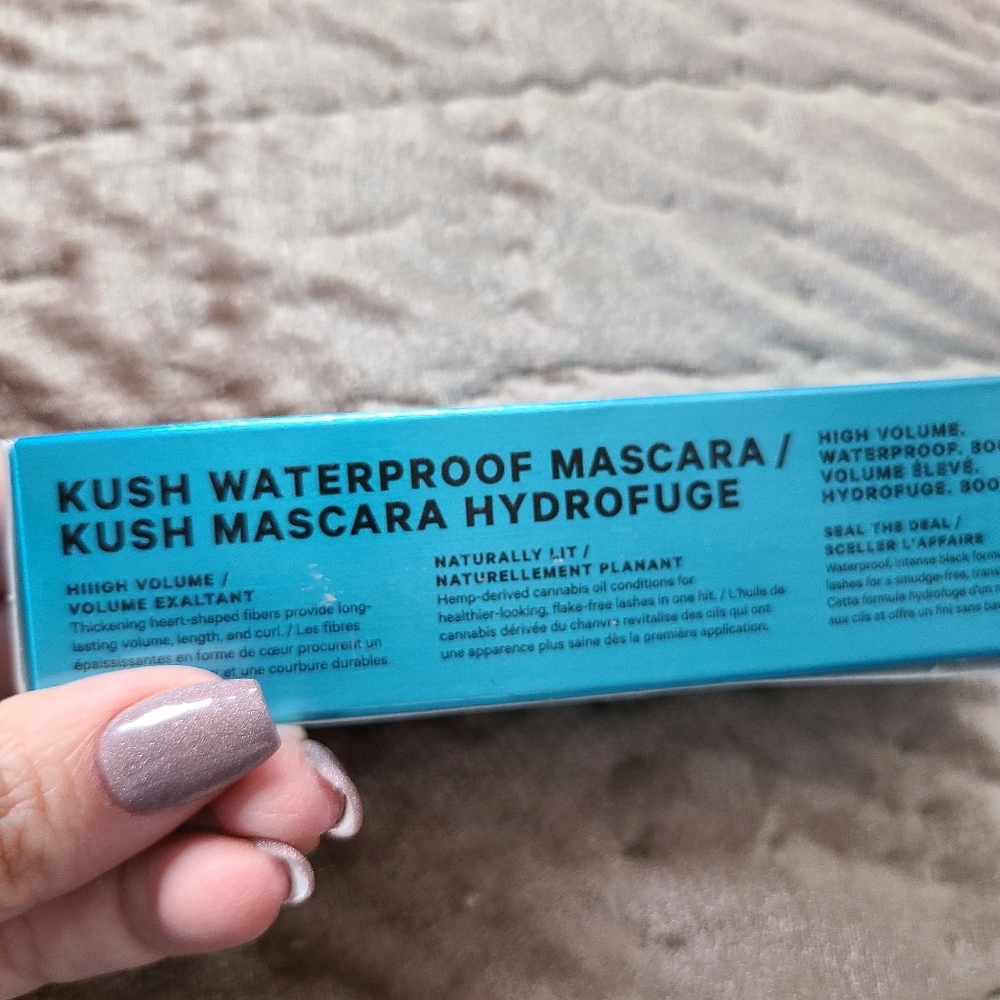 KUSH WATERPROOF MASCARA /
KUSH MASCARA HYDROFUGE
HIIIGH VOLUME /
VOLUME EXALTANT
Thickening heart-shaped fibers provide long-
lasting volume, length, and curl. / Les fibres
épaississantes en forme de cœur procurent un
et une courbure durables.
NATURALLY LIT /
NATURELLEMENT PLANANT
Hemp-derived cannabis oil conditions for
healthier-looking, flake-free lashes in one hit. / L'huile de
cannabis dérivée du chanvre revitalise des cils qui ont
une apparence plus saine dès la première application.
HIGH VOLUME.
WATERPROOF.
VOLUME ÉLEVÉ.
HYDROFUGE.
SEAL THE DEAL /
SCELLER L'AFFAIRE
Waterproof, intense black
lashes for a smudge-free,
Cette formule hydrofuge d'un
aux cils et offre un fini sans